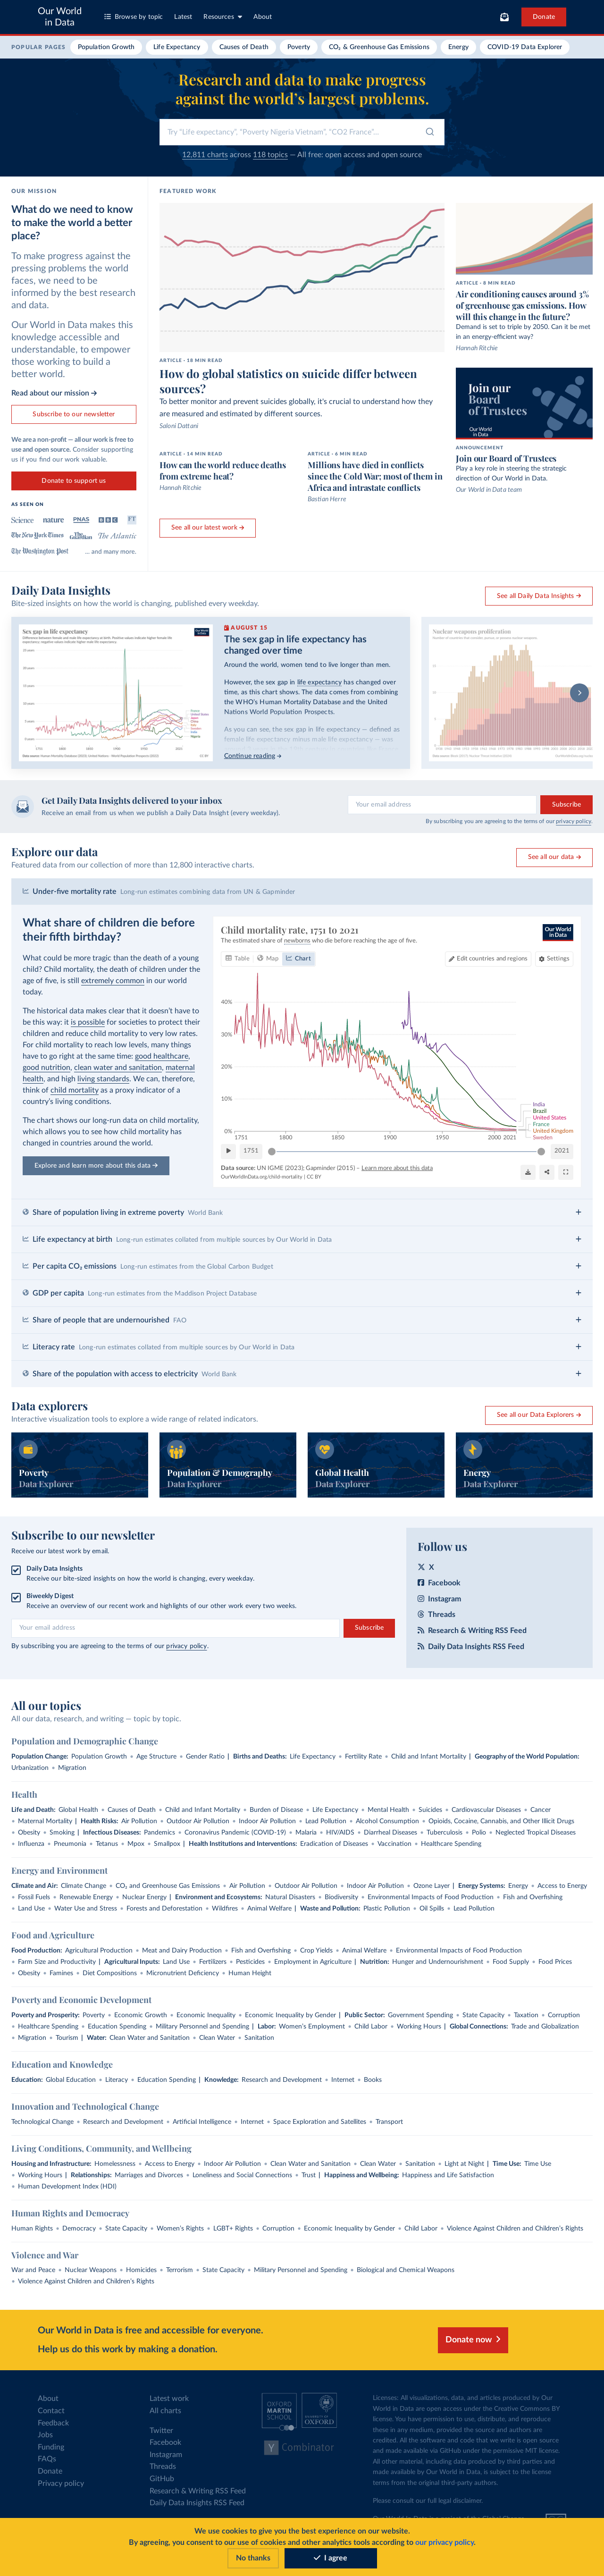 Our World
in Data
Browse by topic
Latest
Resources
About
Donate
POPULAR PAGES
Population Growth
Life Expectancy
Causes of Death
Poverty
CO₂ & Greenhouse Gas Emissions
Energy
COVID-19 Data Explorer
Research and data to make progress
against the world's largest problems.
Try "Life expectancy", "Poverty Nigeria Vietnam", "CO2 France"...
12,811 charts across 118 topics — All free: open access and open source
OUR MISSION
What do we need to know
to make the world a better
place?
To make progress against the
pressing problems the world
faces, we need to be
informed by the best research
and data.
Our World in Data makes this
knowledge accessible and
understandable, to empower
those working to build a
better world.
Read about our mission →
Subscribe to our newsletter
We are a non-profit — all our work is free to
use and open source. Consider supporting
us if you find our work valuable.
Donate to support us
AS SEEN ON
Science nature PNAS BBC FT
The New York Times The Guardian The Atlantic
The Washington Post ... and many more.
FEATURED WORK
ARTICLE - 18 MIN READ
How do global statistics on suicide differ between
sources?
To better monitor and prevent suicides globally, it's crucial to understand how they
are measured and estimated by different sources.
Saloni Dattani
ARTICLE - 14 MIN READ
How can the world reduce deaths
from extreme heat?
Hannah Ritchie
ARTICLE - 6 MIN READ
Millions have died in conflicts
since the Cold War; most of them in
Africa and intrastate conflicts
Bastian Herre
See all our latest work →
ARTICLE - 8 MIN READ
Air conditioning causes around 3%
of greenhouse gas emissions. How
will this change in the future?
Demand is set to triple by 2050. Can it be met
in an energy-efficient way?
Hannah Ritchie
Join our
Board
of Trustees
Our World
in Data
ANNOUNCEMENT
Join our Board of Trustees
Play a key role in steering the strategic
direction of Our World in Data.
Our World in Data team
Daily Data Insights
Bite-sized insights on how the world is changing, published every weekday.
See all Daily Data Insights →
Sex gap in life expectancy
AUGUST 15
The sex gap in life expectancy has
changed over time
Around the world, women tend to live longer than men.
However, the sex gap in life expectancy has changed over
time, as this chart shows. The data comes from combining
the WHO's Human Mortality Database and the United
Nations World Population Prospects.
As you can see, the sex gap in life expectancy — defined as
female life expectancy minus male life expectancy — was
Continue reading →
Nuclear weapons proliferation
Get Daily Data Insights delivered to your inbox
Receive an email from us when we publish a Daily Data Insight (every weekday).
Your email address
Subscribe
By subscribing you are agreeing to the terms of our privacy policy.
Explore our data
Featured data from our collection of more than 12,800 interactive charts.
See all our data →
Under-five mortality rate Long-run estimates combining data from UN & Gapminder
What share of children die before
their fifth birthday?
What could be more tragic than the death of a young
child? Child mortality, the death of children under the
age of five, is still extremely common in our world
today.
The historical data makes clear that it doesn't have to
be this way: it is possible for societies to protect their
children and reduce child mortality to very low rates.
For child mortality to reach low levels, many things
have to go right at the same time: good healthcare,
good nutrition, clean water and sanitation, maternal
health, and high living standards. We can, therefore,
think of child mortality as a proxy indicator of a
country's living conditions.
The chart shows our long-run data on child mortality,
which allows you to see how child mortality has
changed in countries around the world.
Explore and learn more about this data →
Child mortality rate, 1751 to 2021
The estimated share of newborns who die before reaching the age of five.
Our World
in Data
Table
Map
Chart
Edit countries and regions
Settings
40%
30%
20%
10%
0%
1751 1800 1850 1900 1950 2000 2021
India
Brazil
United States
France
United Kingdom
Sweden
1751
2021
Data source: UN IGME (2023); Gapminder (2015) – Learn more about this data
OurWorldInData.org/child-mortality | CC BY
Share of population living in extreme poverty World Bank
Life expectancy at birth Long-run estimates collated from multiple sources by Our World in Data
Per capita CO₂ emissions Long-run estimates from the Global Carbon Budget
GDP per capita Long-run estimates from the Maddison Project Database
Share of people that are undernourished FAO
Literacy rate Long-run estimates collated from multiple sources by Our World in Data
Share of the population with access to electricity World Bank
Data explorers
Interactive visualization tools to explore a wide range of related indicators.
See all our Data Explorers →
Poverty
Data Explorer
Population & Demography
Data Explorer
Global Health
Data Explorer
Energy
Data Explorer
Subscribe to our newsletter
Receive our latest work by email.
Daily Data Insights
Receive our bite-sized insights on how the world is changing, every weekday.
Biweekly Digest
Receive an overview of our recent work and highlights of our other work every two weeks.
Your email address
Subscribe
By subscribing you are agreeing to the terms of our privacy policy.
Follow us
X
Facebook
Instagram
Threads
Research & Writing RSS Feed
Daily Data Insights RSS Feed
All our topics
All our data, research, and writing — topic by topic.
Population and Demographic Change
Population Change: Population Growth • Age Structure • Gender Ratio | Births and Deaths: Life Expectancy • Fertility Rate • Child and Infant Mortality | Geography of the World Population:
Urbanization • Migration
Health
Life and Death: Global Health • Causes of Death • Child and Infant Mortality • Burden of Disease • Life Expectancy • Mental Health • Suicides • Cardiovascular Diseases • Cancer
• Maternal Mortality | Health Risks: Air Pollution • Outdoor Air Pollution • Indoor Air Pollution • Lead Pollution • Alcohol Consumption • Opioids, Cocaine, Cannabis, and Other Illicit Drugs
• Obesity • Smoking | Infectious Diseases: Pandemics • Coronavirus Pandemic (COVID-19) • Malaria • HIV/AIDS • Diarrheal Diseases • Tuberculosis • Polio • Neglected Tropical Diseases
• Influenza • Pneumonia • Tetanus • Mpox • Smallpox | Health Institutions and Interventions: Eradication of Diseases • Vaccination • Healthcare Spending
Energy and Environment
Climate and Air: Climate Change • CO₂ and Greenhouse Gas Emissions • Air Pollution • Outdoor Air Pollution • Indoor Air Pollution • Ozone Layer | Energy Systems: Energy • Access to Energy
• Fossil Fuels • Renewable Energy • Nuclear Energy | Environment and Ecosystems: Natural Disasters • Biodiversity • Environmental Impacts of Food Production • Fish and Overfishing
• Land Use • Water Use and Stress • Forests and Deforestation • Wildfires • Animal Welfare | Waste and Pollution: Plastic Pollution • Oil Spills • Lead Pollution
Food and Agriculture
Food Production: Agricultural Production • Meat and Dairy Production • Fish and Overfishing • Crop Yields • Animal Welfare • Environmental Impacts of Food Production
• Farm Size and Productivity | Agricultural Inputs: Land Use • Fertilizers • Pesticides • Employment in Agriculture | Nutrition: Hunger and Undernourishment • Food Supply • Food Prices
• Obesity • Famines • Diet Compositions • Micronutrient Deficiency • Human Height
Poverty and Economic Development
Poverty and Prosperity: Poverty • Economic Growth • Economic Inequality • Economic Inequality by Gender | Public Sector: Government Spending • State Capacity • Taxation • Corruption
• Healthcare Spending • Education Spending • Military Personnel and Spending | Labor: Women's Employment • Child Labor • Working Hours | Global Connections: Trade and Globalization
• Migration • Tourism | Water: Clean Water and Sanitation • Clean Water • Sanitation
Education and Knowledge
Education: Global Education • Literacy • Education Spending | Knowledge: Research and Development • Internet • Books
Innovation and Technological Change
Technological Change • Research and Development • Artificial Intelligence • Internet • Space Exploration and Satellites • Transport
Living Conditions, Community, and Wellbeing
Housing and Infrastructure: Homelessness • Access to Energy • Indoor Air Pollution • Clean Water and Sanitation • Clean Water • Sanitation • Light at Night | Time Use: Time Use
• Working Hours | Relationships: Marriages and Divorces • Loneliness and Social Connections • Trust | Happiness and Wellbeing: Happiness and Life Satisfaction
• Human Development Index (HDI)
Human Rights and Democracy
Human Rights • Democracy • State Capacity • Women's Rights • LGBT+ Rights • Corruption • Economic Inequality by Gender • Child Labor • Violence Against Children and Children's Rights
Violence and War
War and Peace • Nuclear Weapons • Homicides • Terrorism • State Capacity • Military Personnel and Spending • Biological and Chemical Weapons
• Violence Against Children and Children's Rights
Our World in Data is free and accessible for everyone.
Help us do this work by making a donation.
Donate now
About
Contact
Feedback
Jobs
Funding
FAQs
Donate
Privacy policy
Latest work
All charts
Twitter
Facebook
Instagram
Threads
GitHub
Research & Writing RSS Feed
Daily Data Insights RSS Feed
OXFORD
MARTIN
SCHOOL
UNIVERSITY OF
OXFORD
Y Combinator
Licenses: All visualizations, data, and articles produced by Our
World in Data are open access under the Creative Commons BY
license. You have permission to use, distribute, and reproduce
these in any medium, provided the source and authors are
credited. All the software and code that we write is open source
and made available via GitHub under the permissive MIT license.
All other material, including data produced by third parties and
made available by Our World in Data, is subject to the license
terms from the original third-party authors.
Please consult our full legal disclaimer.
We use cookies to give you the best experience on our website.
By agreeing, you consent to our use of cookies and other analytics tools according to our privacy policy.
No thanks
I agree